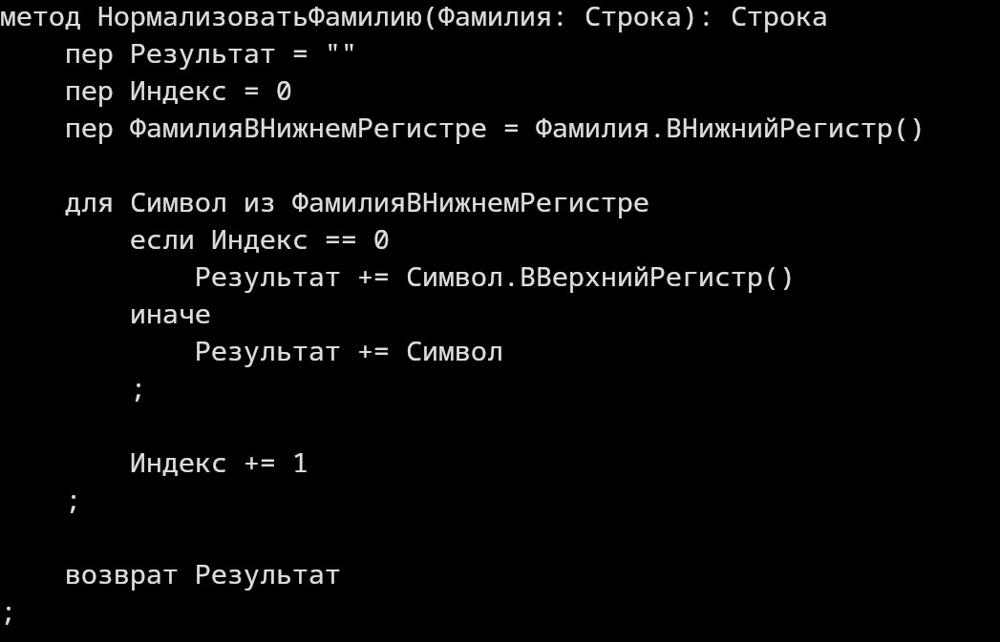 метод НормализоватьФамилию(Фамилия: Строка): Строка
    пер Результат = ""
    пер Индекс = 0
    пер ФамилияВНижнемРегистре = Фамилия.ВНижнийРегистр()

    для Символ из ФамилияВНижнемРегистре
        если Индекс == 0
            Результат += Символ.ВВерхнийРегистр()
        иначе
            Результат += Символ
        ;

        Индекс += 1
    ;

    возврат Результат
;